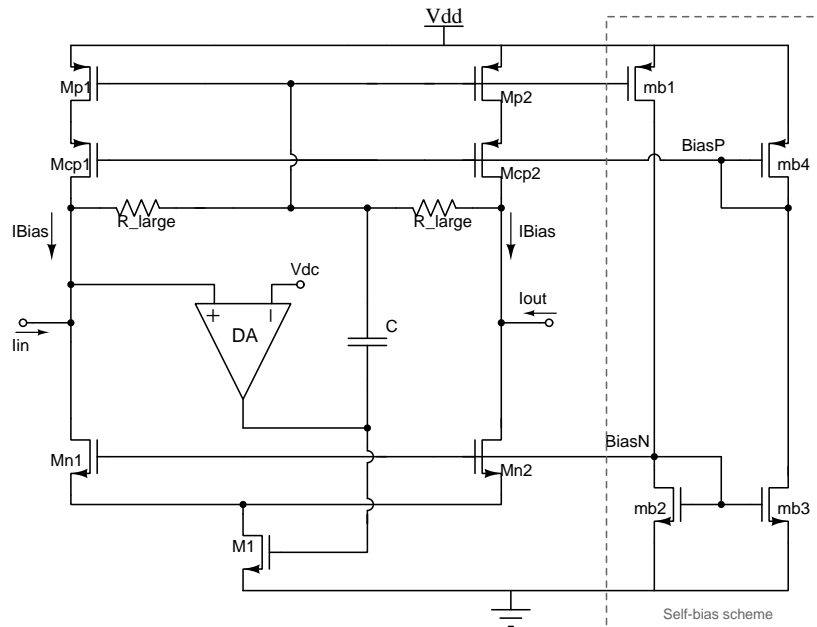 Vdd
Mp1
Mp2
mb1
Mcp1
Mcp2
BiasP
mb4
R_large
R_large
IBias
IBias
Vdc
+
–
DA
C
Iout
Iin
Mn1
Mn2
BiasN
mb2
mb3
M1
Self-bias scheme